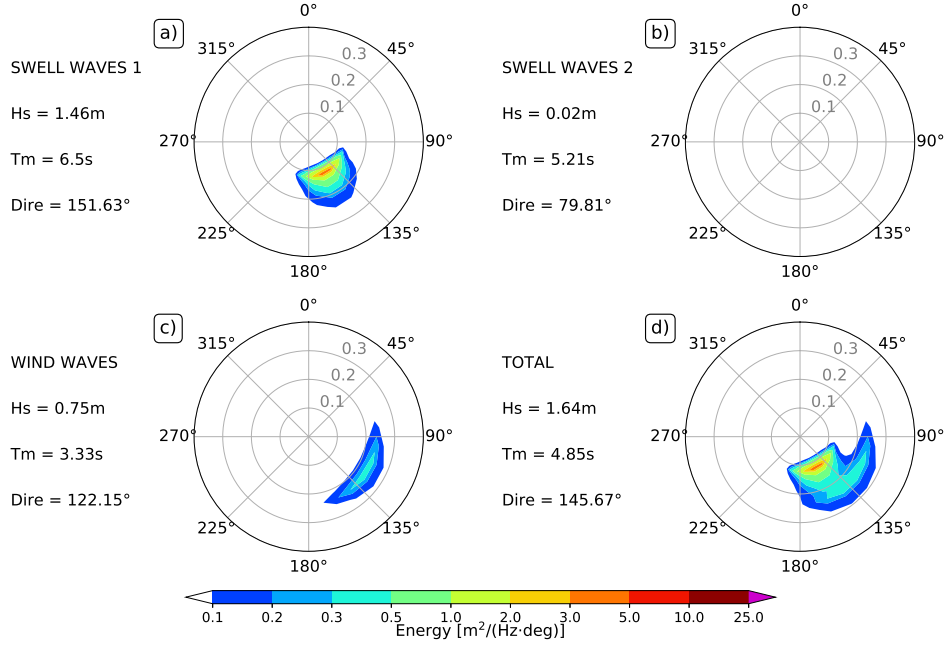 a)
SWELL WAVES 1
Hs = 1.46m
Tm = 6.5s
Dire = 151.63°
0°
45°
90°
135°
180°
225°
270°
315°
0.1
0.2
0.3
b)
SWELL WAVES 2
Hs = 0.02m
Tm = 5.21s
Dire = 79.81°
0°
45°
90°
135°
180°
225°
270°
315°
0.1
0.2
0.3
c)
WIND WAVES
Hs = 0.75m
Tm = 3.33s
Dire = 122.15°
0°
45°
90°
135°
180°
225°
270°
315°
0.1
0.2
0.3
d)
TOTAL
Hs = 1.64m
Tm = 4.85s
Dire = 145.67°
0°
45°
90°
135°
180°
225°
270°
315°
0.1
0.2
0.3
0.1 0.2 0.3 0.5 1.0 2.0 3.0 5.0 10.0 25.0
Energy [m²/(Hz·deg)]